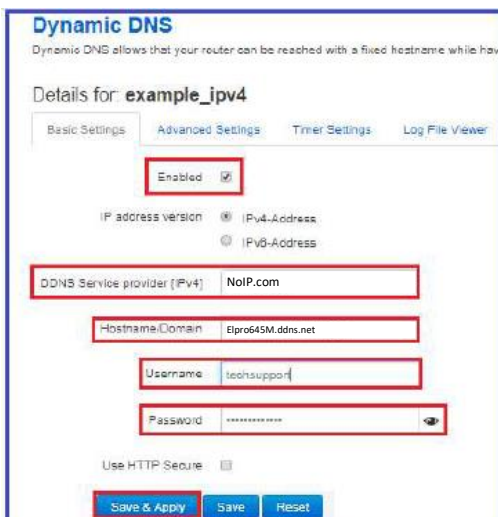 Dynamic DNS
Dynamic DNS allows that your router can be reached with a fixed hostname while hav
Details for: example_ipv4
Basic Settings Advanced Settings Timer Settings Log File Viewer
Enabled
IP address version IPv4-Address
IPv6-Address
DDNS Service provider [IPv4] NoIP.com
Hostname/Domain Elpro645M.ddns.net
Username techsupport
Password •••••••••••••
Use HTTP Secure
Save & Apply Save Reset